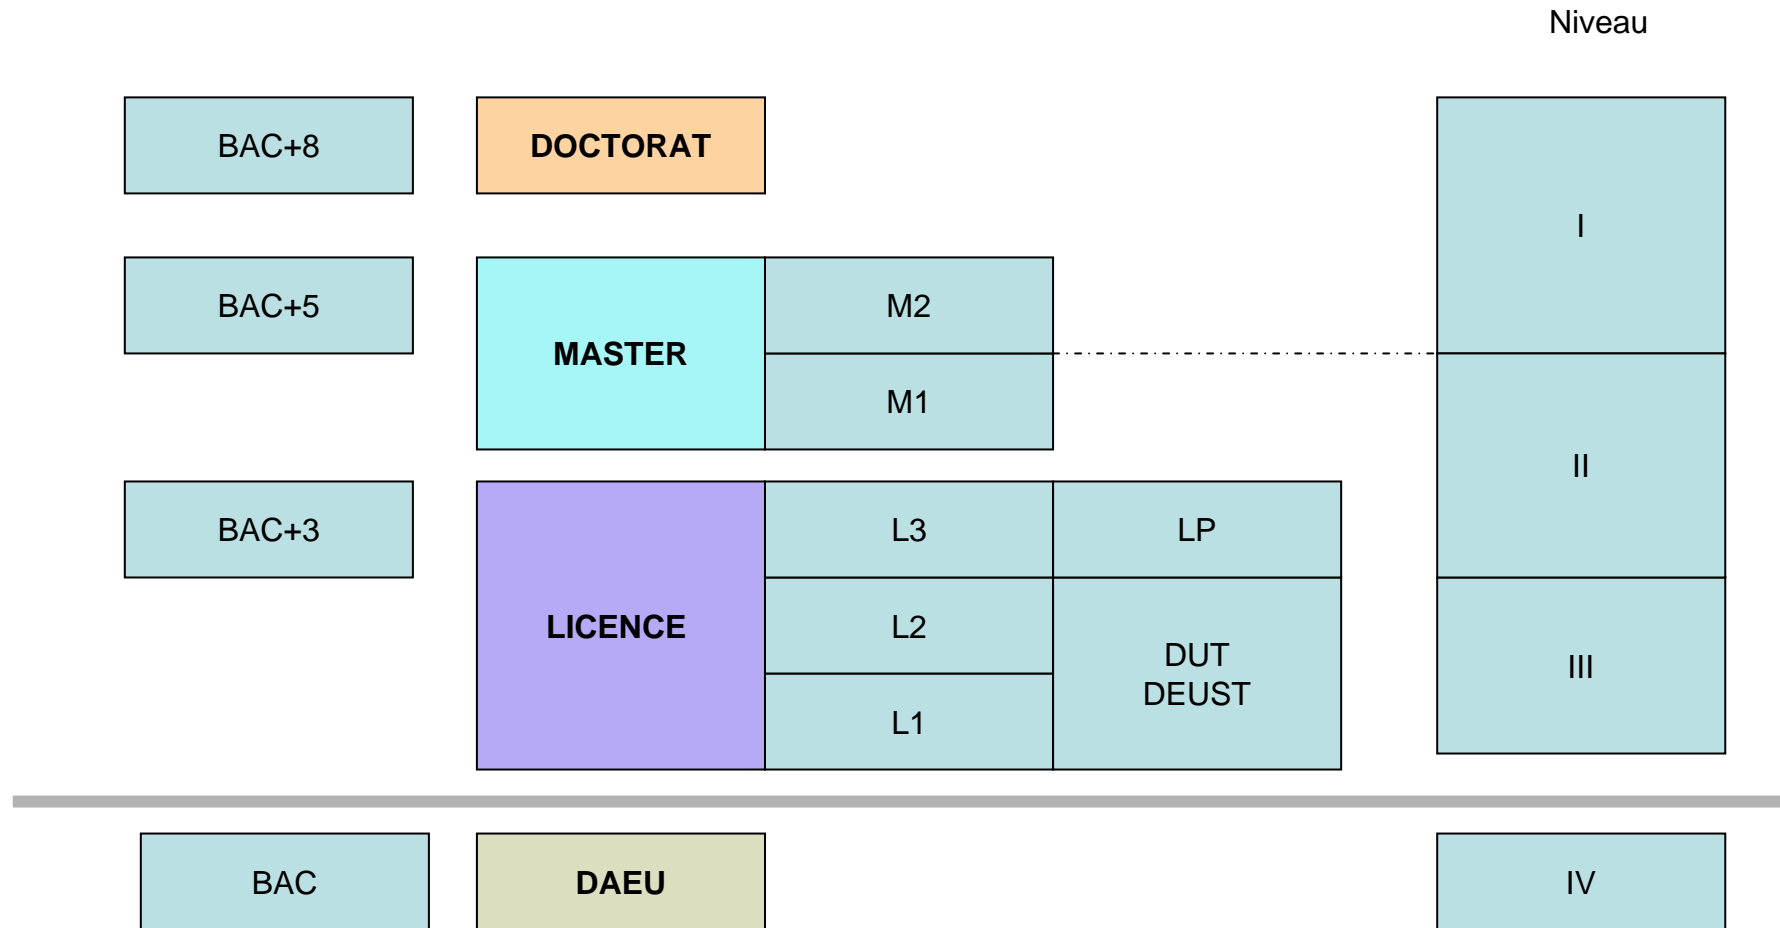 Niveau
BAC+8
DOCTORAT
I
BAC+5
MASTER
M2
M1
II
BAC+3
LICENCE
L3
LP
L2
L1
DUT
DEUST
III
BAC
DAEU
IV